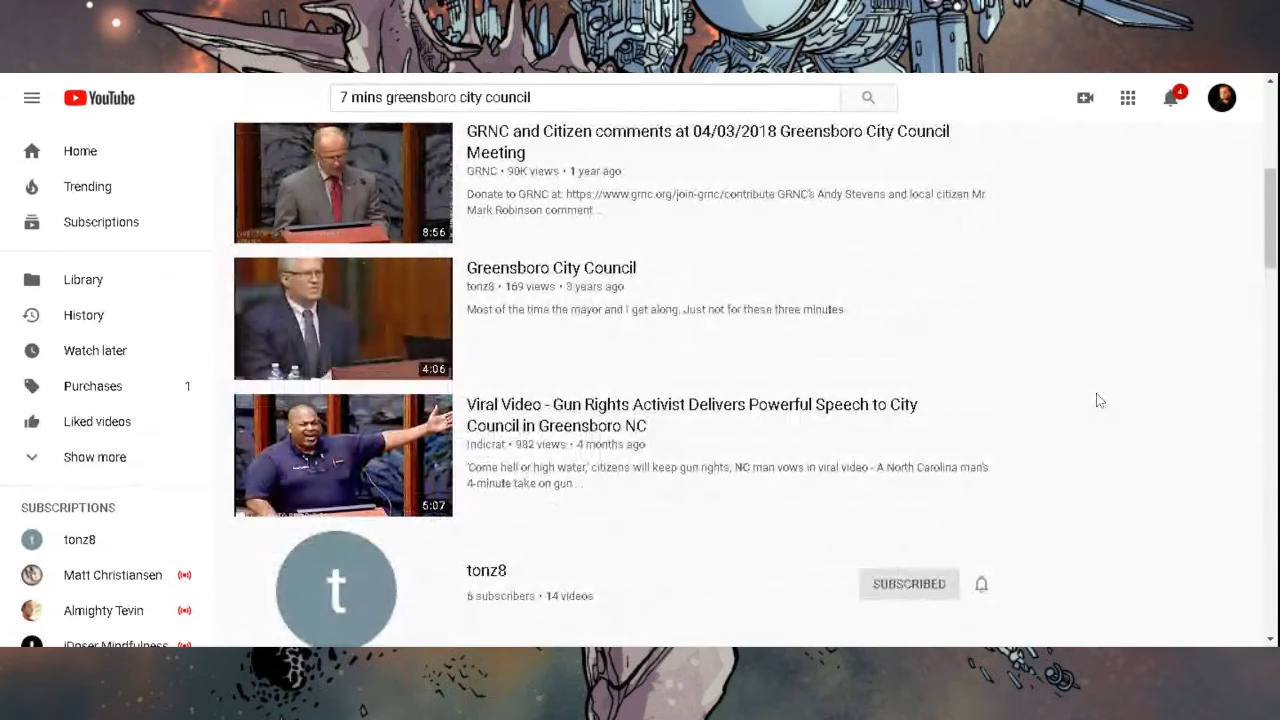 YouTube
7 mins greensboro city council
4
Home
Trending
Subscriptions
Library
History
Watch later
Purchases 1
Liked videos
Show more
SUBSCRIPTIONS
tonz8
Matt Christiansen
Almighty Tevin
iDoser Mindfulness
GRNC and Citizen comments at 04/03/2018 Greensboro City Council
Meeting
GRNC • 90K views • 1 year ago
Donate to GRNC at: https://www.grnc.org/join-grnc/contribute GRNC's Andy Stevens and local citizen Mr.
Mark Robinson comment ...
8:56
Greensboro City Council
tonz8 • 169 views • 3 years ago
Most of the time the mayor and I get along, Just not for these three minutes
4:06
Viral Video - Gun Rights Activist Delivers Powerful Speech to City
Council in Greensboro NC
Indicrat • 982 views • 4 months ago
'Come hell or high water,' citizens will keep gun rights, NC man vows in viral video - A North Carolina man's
4-minute take on gun ...
5:07
t
tonz8
6 subscribers • 14 videos
SUBSCRIBED